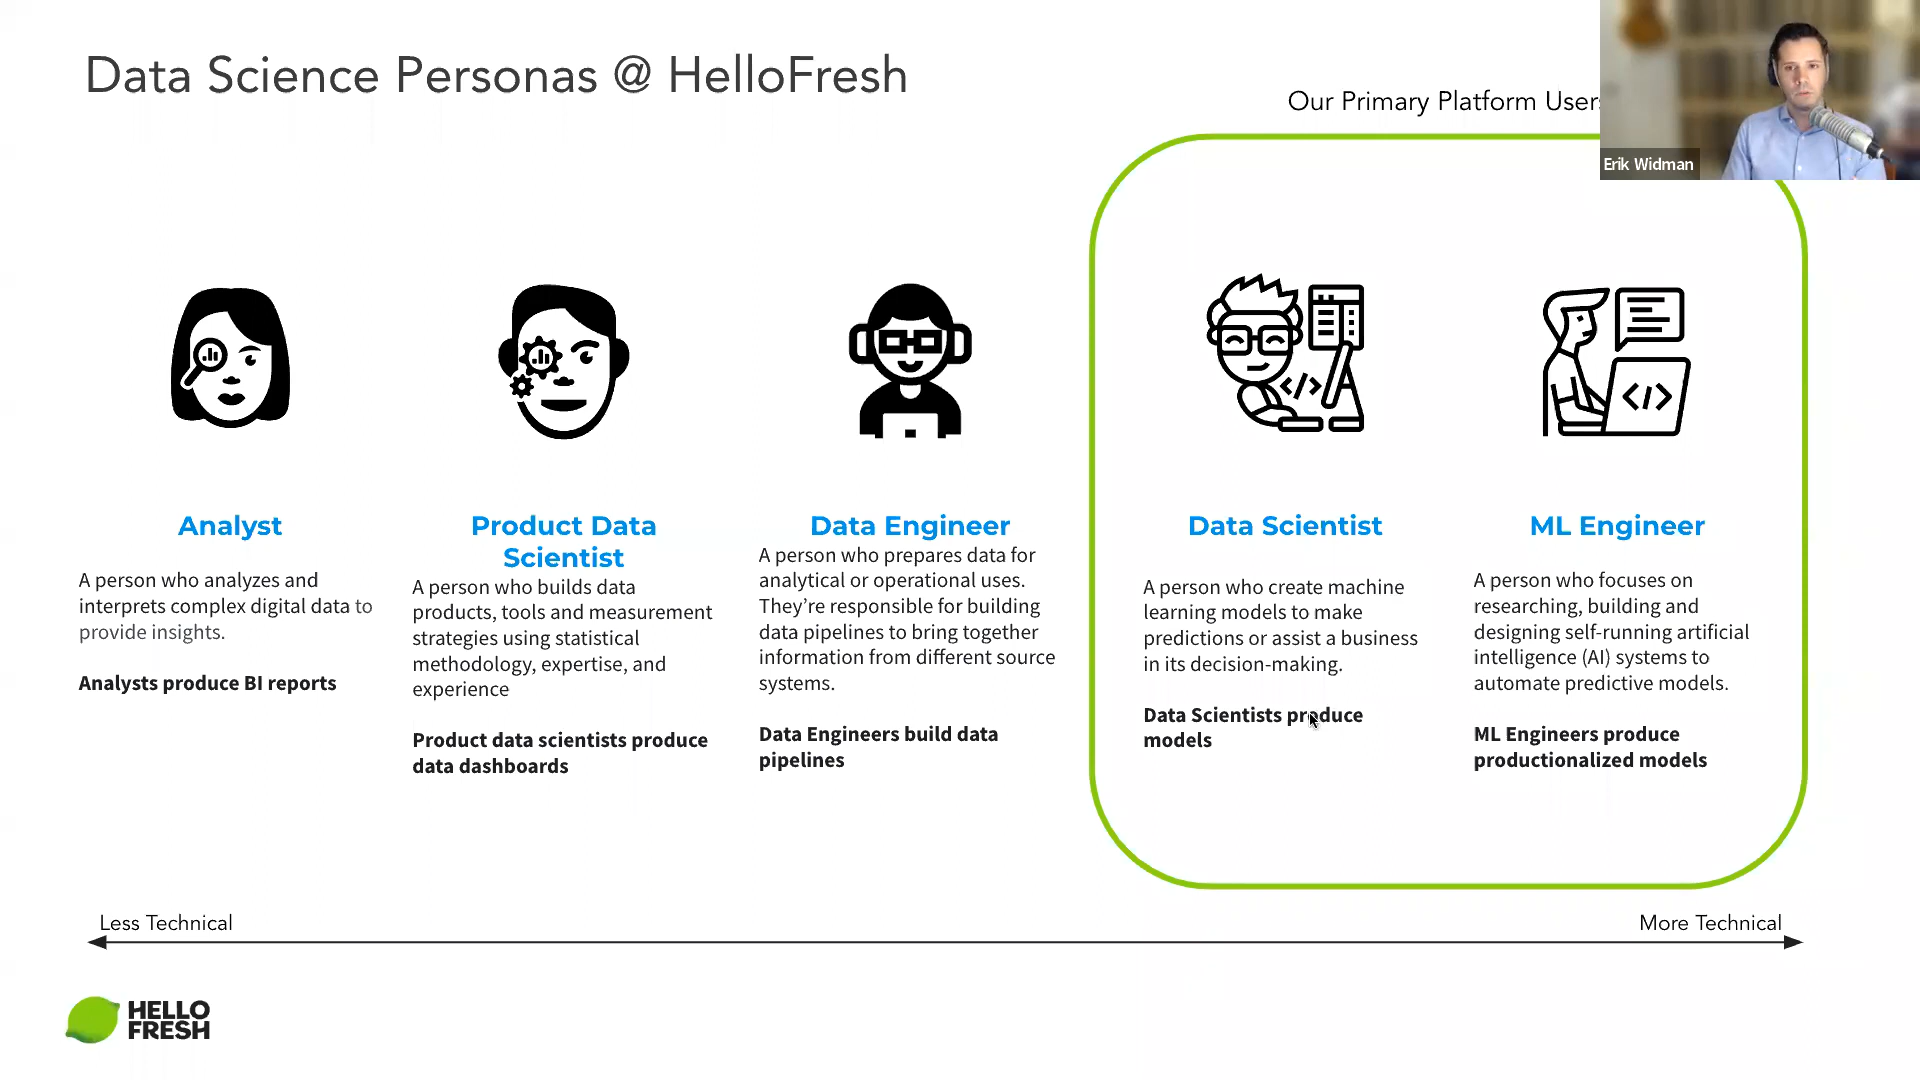 Data Science Personas @ HelloFresh
Our Primary Platform Users
Erik Widman
Analyst
A person who analyzes and
interprets complex digital data to
provide insights.
Analysts produce BI reports
Product Data
Scientist
A person who builds data
products, tools and measurement
strategies using statistical
methodology, expertise, and
experience
Product data scientists produce
data dashboards
Data Engineer
A person who prepares data for
analytical or operational uses.
They’re responsible for building
data pipelines to bring together
information from different source
systems.
Data Engineers build data
pipelines
Data Scientist
A person who create machine
learning models to make
predictions or assist a business
in its decision-making.
Data Scientists produce
models
ML Engineer
A person who focuses on
researching, building and
designing self-running artificial
intelligence (AI) systems to
automate predictive models.
ML Engineers produce
productionalized models
Less Technical
More Technical
HELLO
FRESH